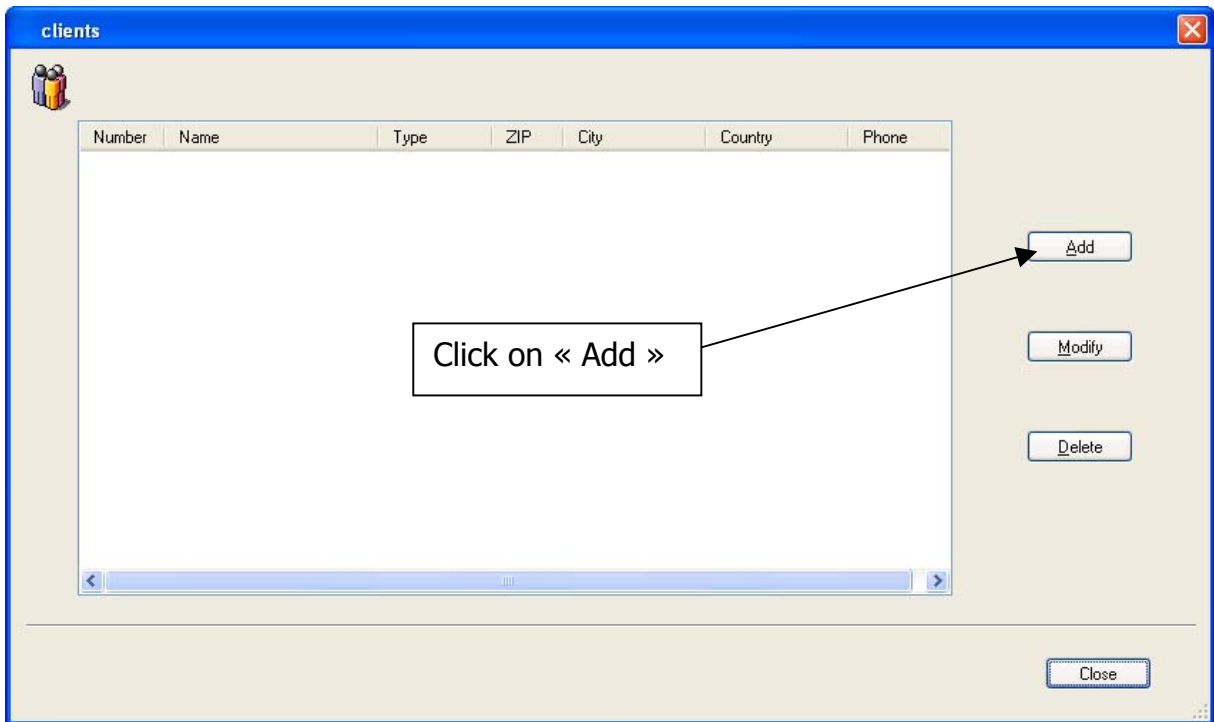 clients
Number Name Type ZIP City Country Phone
Add
Click on « Add »
Modify
Delete
Close